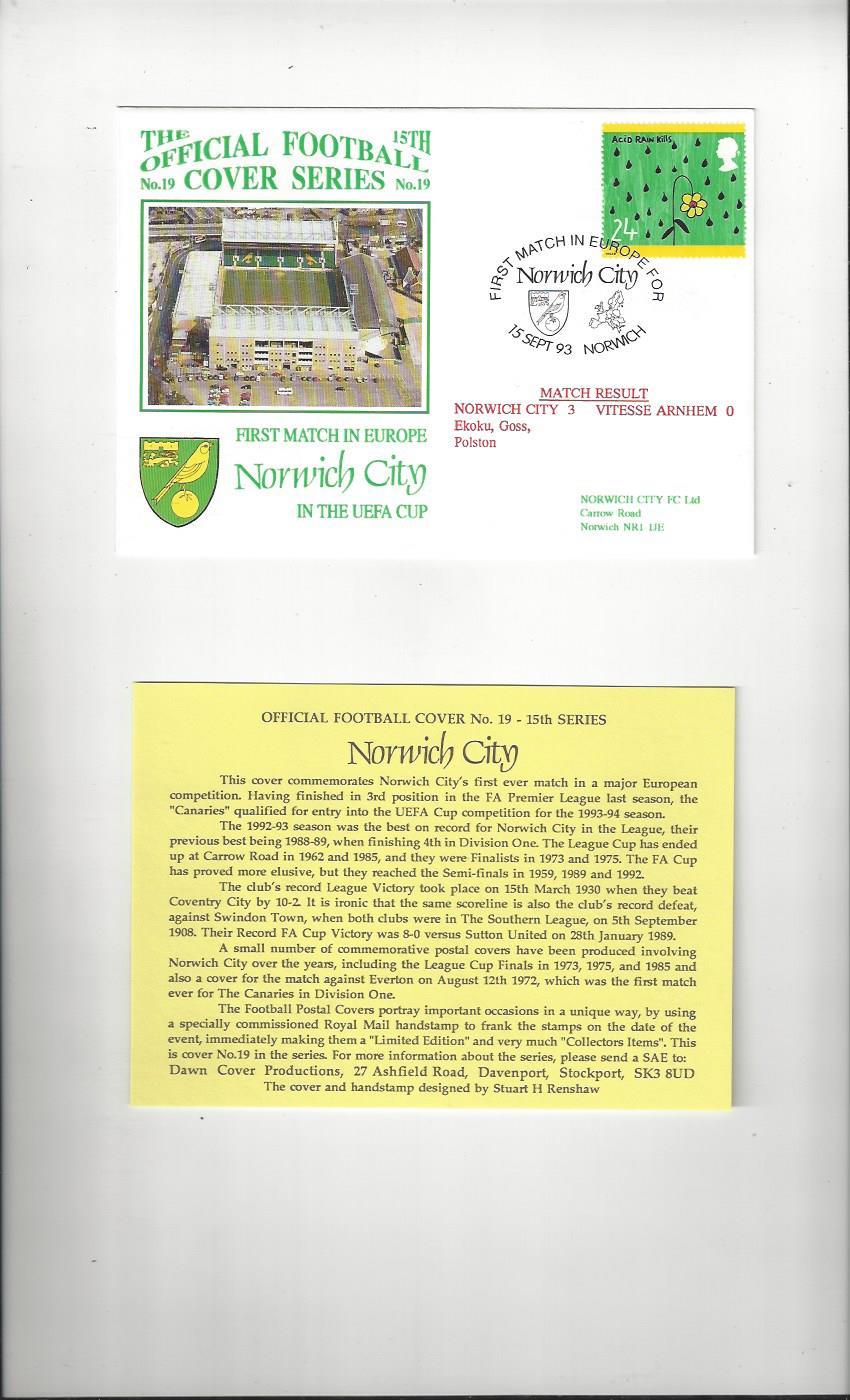 THE OFFICIAL FOOTBALL 15TH
No.19 COVER SERIES No.19
ACID RAIN KILLS
24
FIRST MATCH IN EUROPE FOR
Norwich City
15 SEPT 93 NORWICH
MATCH RESULT
NORWICH CITY 3 VITESSE ARNHEM 0
Ekoku, Goss,
Polston
FIRST MATCH IN EUROPE
Norwich City
IN THE UEFA CUP
NORWICH CITY FC Ltd
Carrow Road
Norwich NR1 1JE
OFFICIAL FOOTBALL COVER No. 19 - 15th SERIES
Norwich City
This cover commemorates Norwich City's first ever match in a major European
competition. Having finished in 3rd position in the FA Premier League last season, the
"Canaries" qualified for entry into the UEFA Cup competition for the 1993-94 season.
The 1992-93 season was the best on record for Norwich City in the League, their
previous best being 1988-89, when finishing 4th in Division One. The League Cup has ended
up at Carrow Road in 1962 and 1985, and they were Finalists in 1973 and 1975. The FA Cup
has proved more elusive, but they reached the Semi-finals in 1959, 1989 and 1992.
The club's record League Victory took place on 15th March 1930 when they beat
Coventry City by 10-2. It is ironic that the same scoreline is also the club's record defeat,
against Swindon Town, when both clubs were in The Southern League, on 5th September
1908. Their Record FA Cup Victory was 8-0 versus Sutton United on 28th January 1989.
A small number of commemorative postal covers have been produced involving
Norwich City over the years, including the League Cup Finals in 1973, 1975, and 1985 and
also a cover for the match against Everton on August 12th 1972, which was the first match
ever for The Canaries in Division One.
The Football Postal Covers portray important occasions in a unique way, by using
a specially commissioned Royal Mail handstamp to frank the stamps on the date of the
event, immediately making them a "Limited Edition" and very much "Collectors Items". This
is cover No.19 in the series. For more information about the series, please send a SAE to:
Dawn Cover Productions, 27 Ashfield Road, Davenport, Stockport, SK3 8UD
The cover and handstamp designed by Stuart H Renshaw